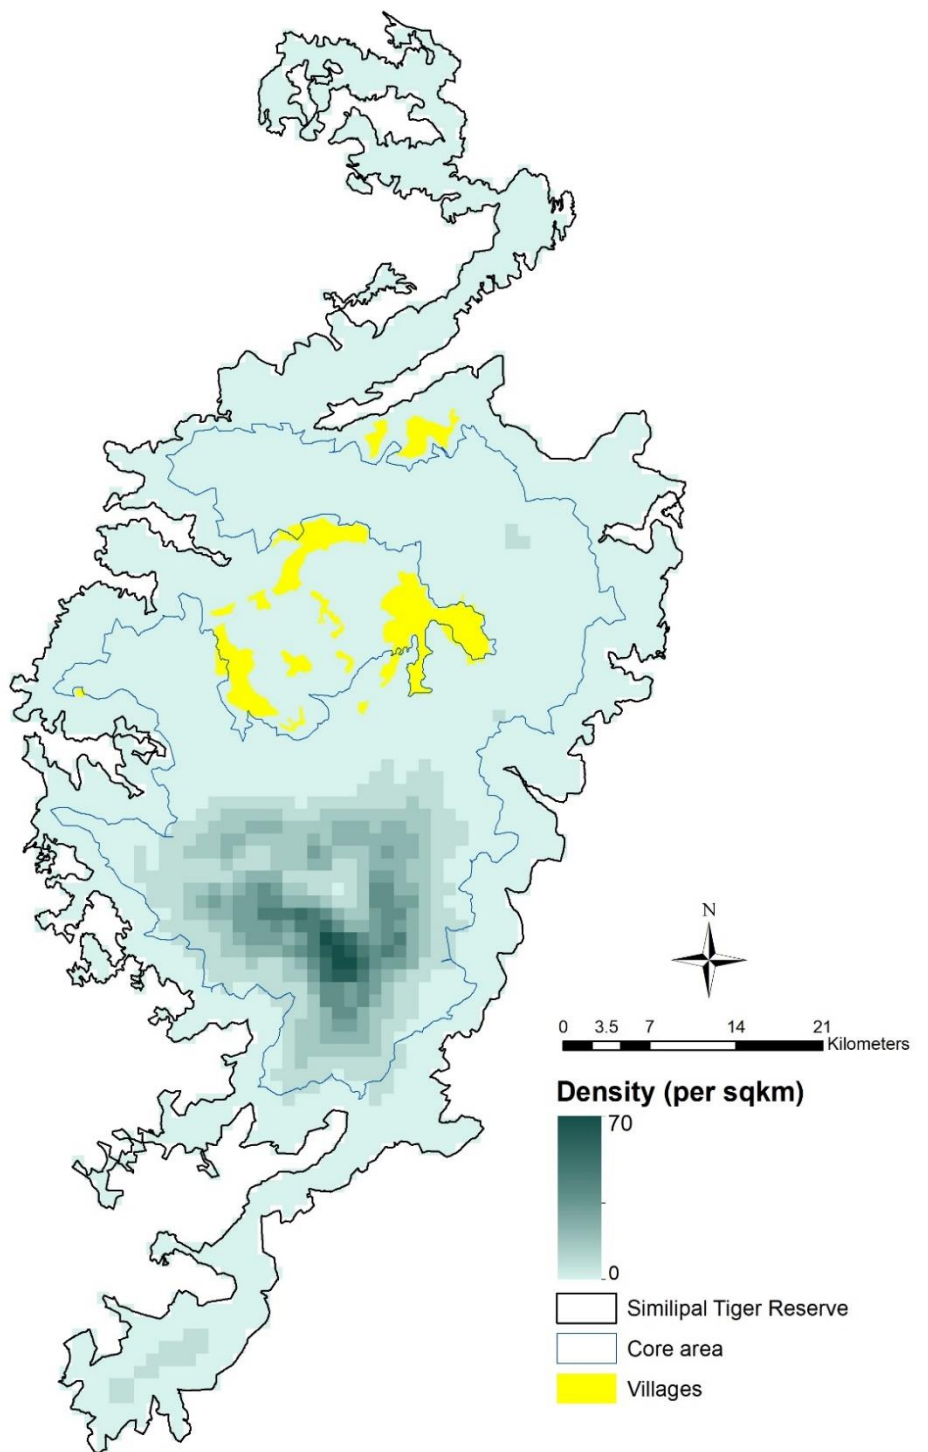 N
0 3.5 7 14 21
Kilometers
Density (per sqkm)
70
0
Similipal Tiger Reserve
Core area
Villages